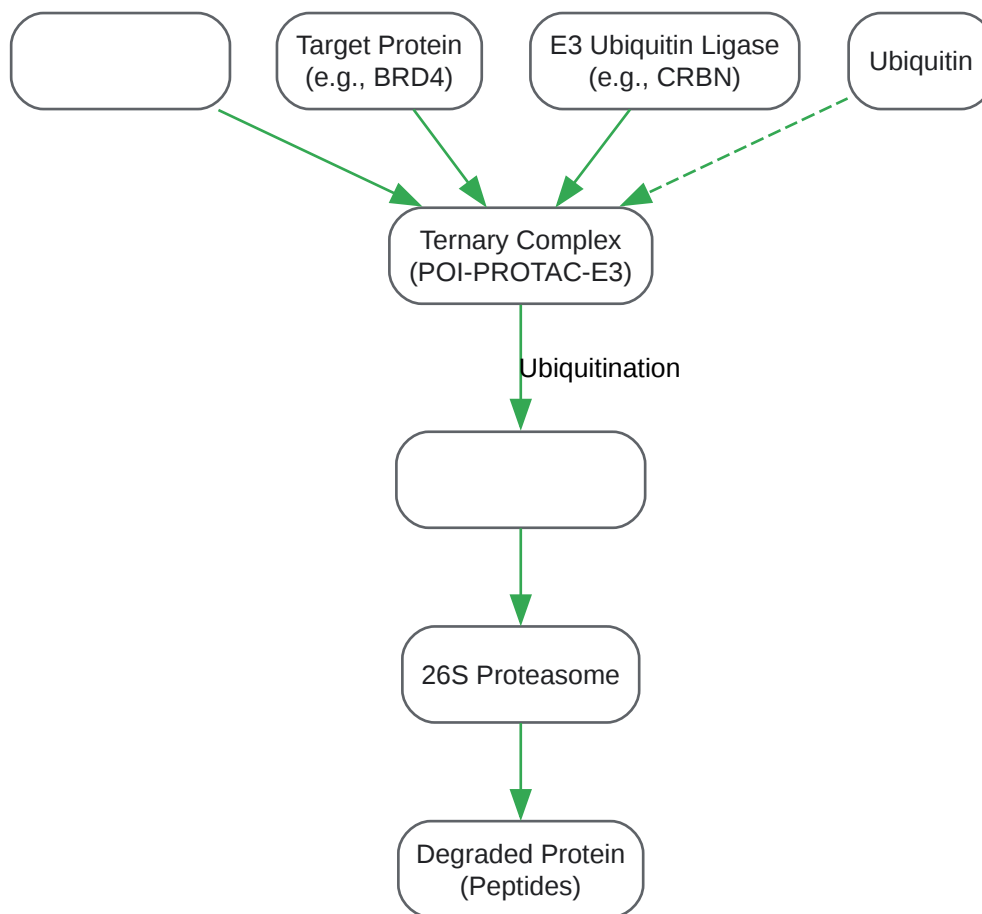 Target Protein
(e.g., BRD4)
E3 Ubiquitin Ligase
(e.g., CRBN)
Ubiquitin
Ternary Complex
(POI-PROTAC-E3)
Ubiquitination
26S Proteasome
Degraded Protein
(Peptides)